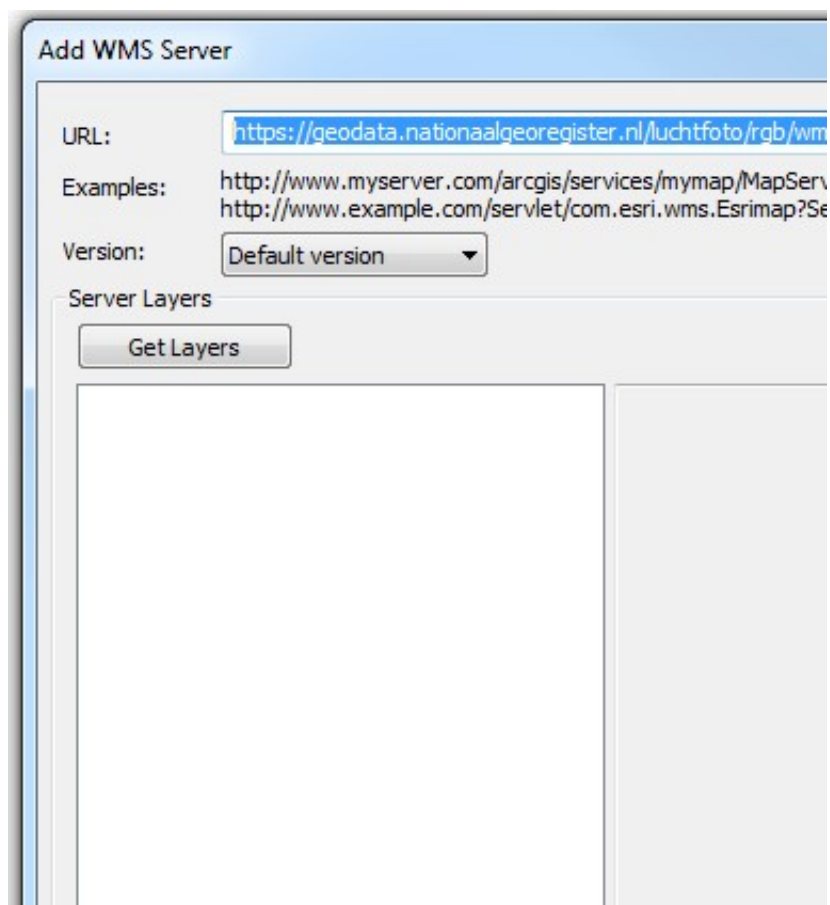 Add WMS Server
URL: https://geodata.nationaalgeoregister.nl/luchtfoto/rgb/wm
Examples: http://www.myserver.com/arcgis/services/mymap/MapServ
http://www.example.com/servlet/com.esri.wms.Esrimap?Se
Version: Default version
Server Layers
Get Layers